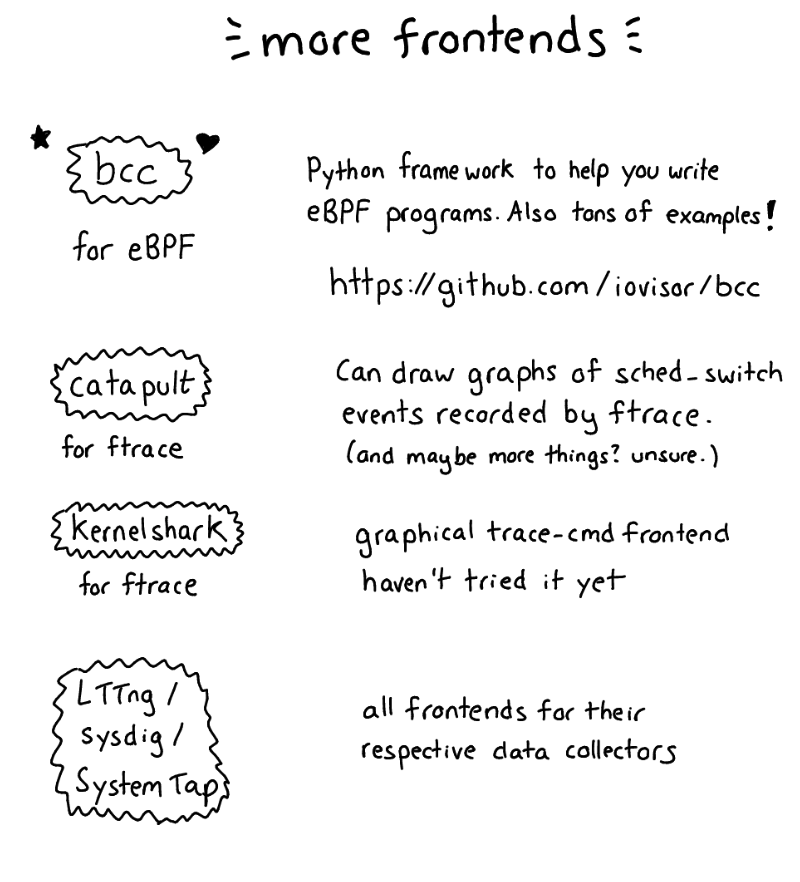 more frontends
bcc
for eBPF
Python framework to help you write
eBPF programs. Also tons of examples!
https://github.com/iovisor/bcc
catapult
for ftrace
Can draw graphs of sched_switch
events recorded by ftrace.
(and maybe more things? unsure.)
Kernelshark
for ftrace
graphical trace-cmd frontend
haven't tried it yet
LTTng /
sysdig /
SystemTap
all frontends for their
respective data collectors